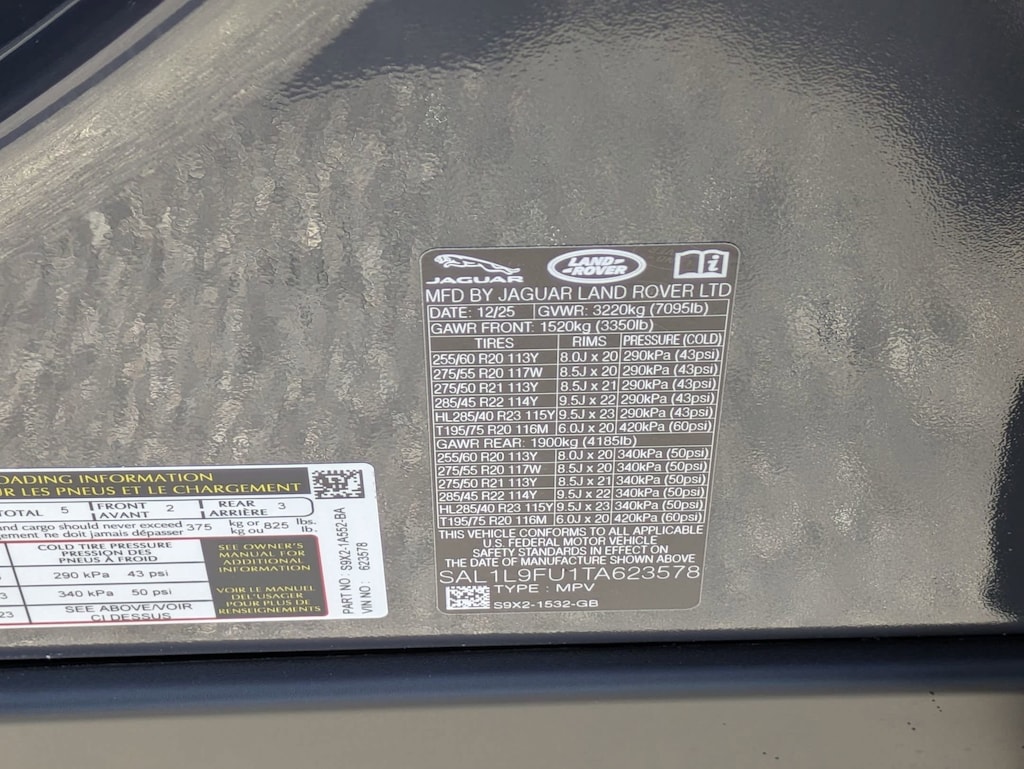 JAGUAR
LAND-
-ROVER
i
MFD BY JAGUAR LAND ROVER LTD
DATE: 12/25 GVWR: 3220kg (7095lb)
GAWR FRONT: 1520kg (3350lb)
TIRES RIMS PRESSURE (COLD)
255/60 R20 113Y 8.0J x 20 290kPa (43psi)
275/55 R20 117W 8.5J x 20 290kPa (43psi)
275/50 R21 113Y 8.5J x 21 290kPa (43psi)
285/45 R22 114Y 9.5J x 22 290kPa (43psi)
HL285/40 R23 115Y 9.5J x 23 290kPa (43psi)
T195/75 R20 116M 6.0J x 20 420kPa (60psi)
GAWR REAR: 1900kg (4185lb)
255/60 R20 113Y 8.0J x 20 340kPa (50psi)
275/55 R20 117W 8.5J x 20 340kPa (50psi)
275/50 R21 113Y 8.5J x 21 340kPa (50psi)
285/45 R22 114Y 9.5J x 22 340kPa (50psi)
HL285/40 R23 115Y 9.5J x 23 340kPa (50psi)
T195/75 R20 116M 6.0J x 20 420kPa (60psi)
THIS VEHICLE CONFORMS TO ALL APPLICABLE
U.S. FEDERAL MOTOR VEHICLE
SAFETY STANDARDS IN EFFECT ON
THE DATE OF MANUFACTURE SHOWN ABOVE
SAL1L9FU1TA623578
TYPE : MPV
S9X2-1532-GB
OADING INFORMATION
UR LES PNEUS ET LE CHARGEMENT
TOTAL 5 FRONT AVANT 2 REAR ARRIÈRE 3
and cargo should never exceed 375 kg or 825 lbs.
gement ne doit jamais dépasser kg ou lb.
COLD TIRE PRESSURE
PRESSION DES
PNEUS À FROID
290 kPa 43 psi
3 340 kPa 50 psi
23 SEE ABOVE/VOIR
CI DESSUS
SEE OWNER'S
MANUAL FOR
ADDITIONAL
INFORMATION
VOIR LE MANUEL
DEL'USAGER
POUR PLUS DE
RENSEIGNEMENTS
PART NO : S9X2-1A552-BA
VIN NO : 623578